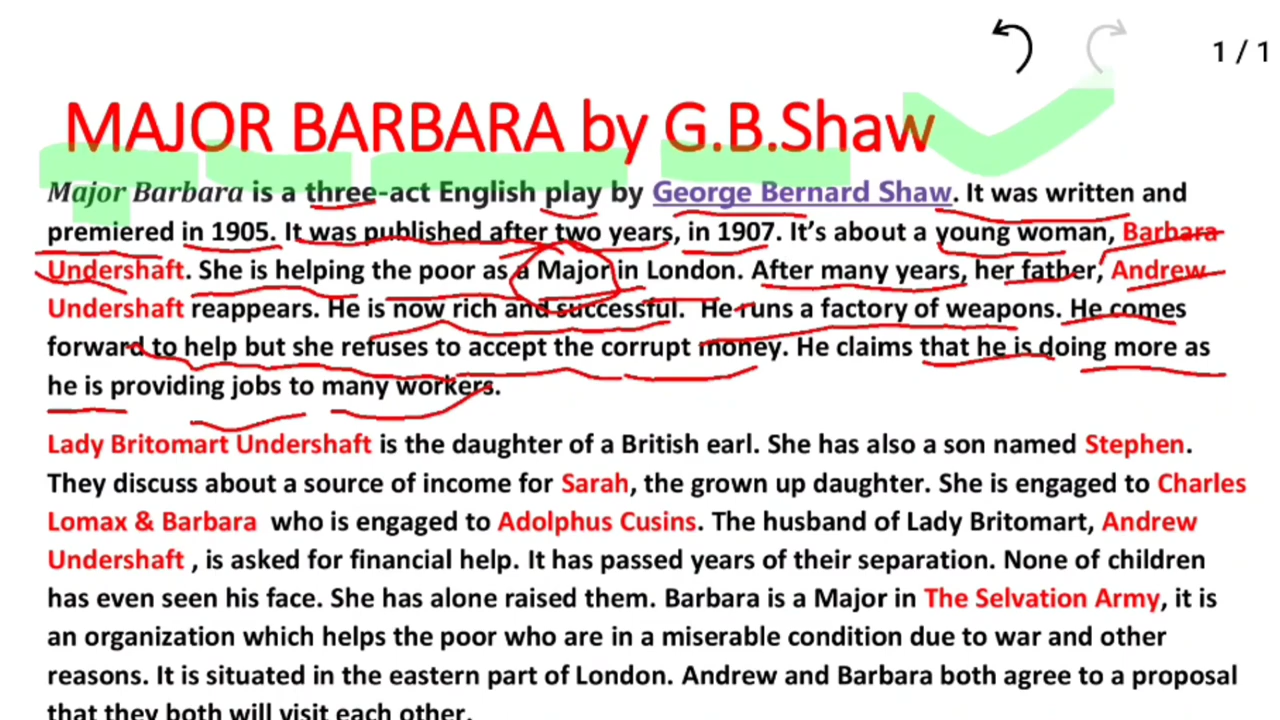 1 / 1
MAJOR BARBARA by G.B.Shaw
Major Barbara is a three-act English play by George Bernard Shaw. It was written and
premiered in 1905. It was published after two years, in 1907. It’s about a young woman, Barbara
Undershaft. She is helping the poor as a Major in London. After many years, her father, Andrew
Undershaft reappears. He is now rich and successful. He runs a factory of weapons. He comes
forward to help but she refuses to accept the corrupt money. He claims that he is doing more as
he is providing jobs to many workers.
Lady Britomart Undershaft is the daughter of a British earl. She has also a son named Stephen.
They discuss about a source of income for Sarah, the grown up daughter. She is engaged to Charles
Lomax & Barbara who is engaged to Adolphus Cusins. The husband of Lady Britomart, Andrew
Undershaft , is asked for financial help. It has passed years of their separation. None of children
has even seen his face. She has alone raised them. Barbara is a Major in The Selvation Army, it is
an organization which helps the poor who are in a miserable condition due to war and other
reasons. It is situated in the eastern part of London. Andrew and Barbara both agree to a proposal
that they both will visit each other.